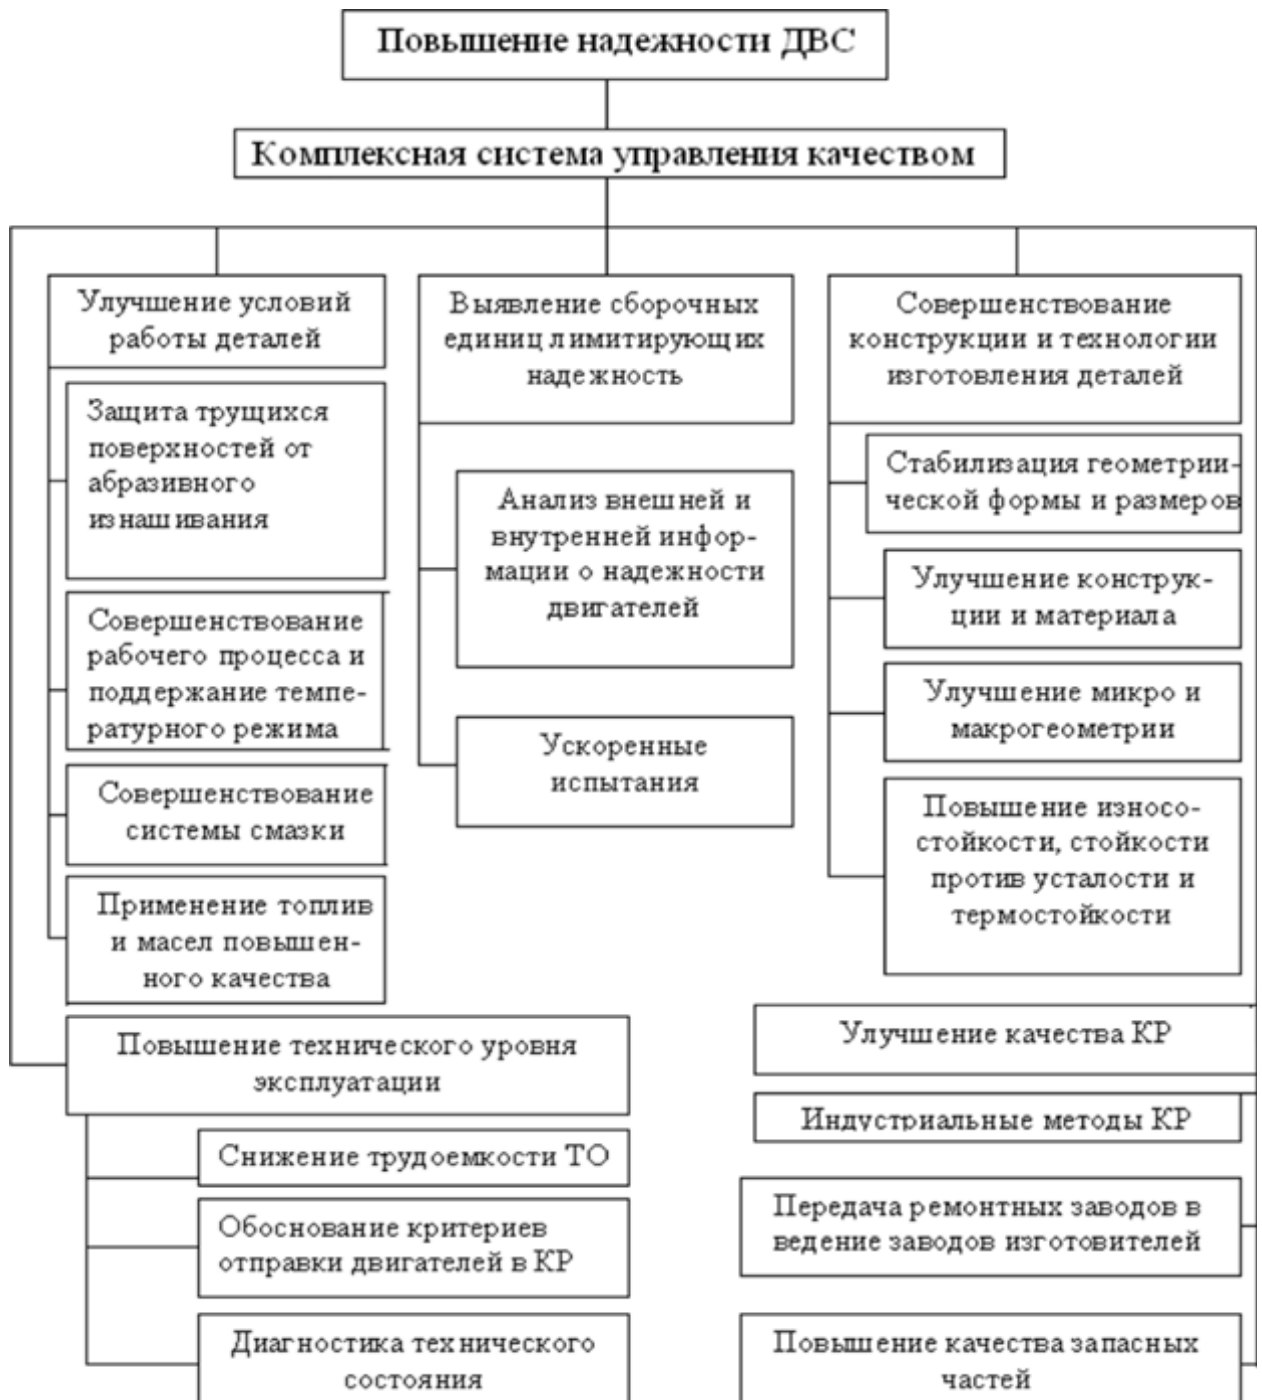 Повышение надежности ДВС
Комплексная система управления качеством
Улучшение условий
работы деталей
Защита трущихся
поверхностей от
абразивного
изнашивания
Совершенствование
рабочего процесса и
поддержание темпе-
ратурного режима
Совершенствование
системы смазки
Применение топлив
и масел повышен-
ного качества
Выявление сборочных
единиц лимитирующих
надежность
Анализ внешней и
внутренней инфор-
мации о надежности
двигателей
Ускоренные
испытания
Совершенствование
конструкции и технологии
изготовления деталей
Стабилизация геометрии-
ческой формы и размеров
Улучшение конструк-
ции и материала
Улучшение микро и
макрогеометрии
Повышение износо-
стойкости, стойкости
против усталости и
термостойкости
Повышение технического уровня
эксплуатации
Снижение трудоемкости ТО
Обоснование критериев
отправки двигателей в КР
Диагностика технического
состояния
Улучшение качества КР
Индустриальные методы КР
Передача ремонтных заводов в
ведение заводов изготовителей
Повышение качества запасных
частей